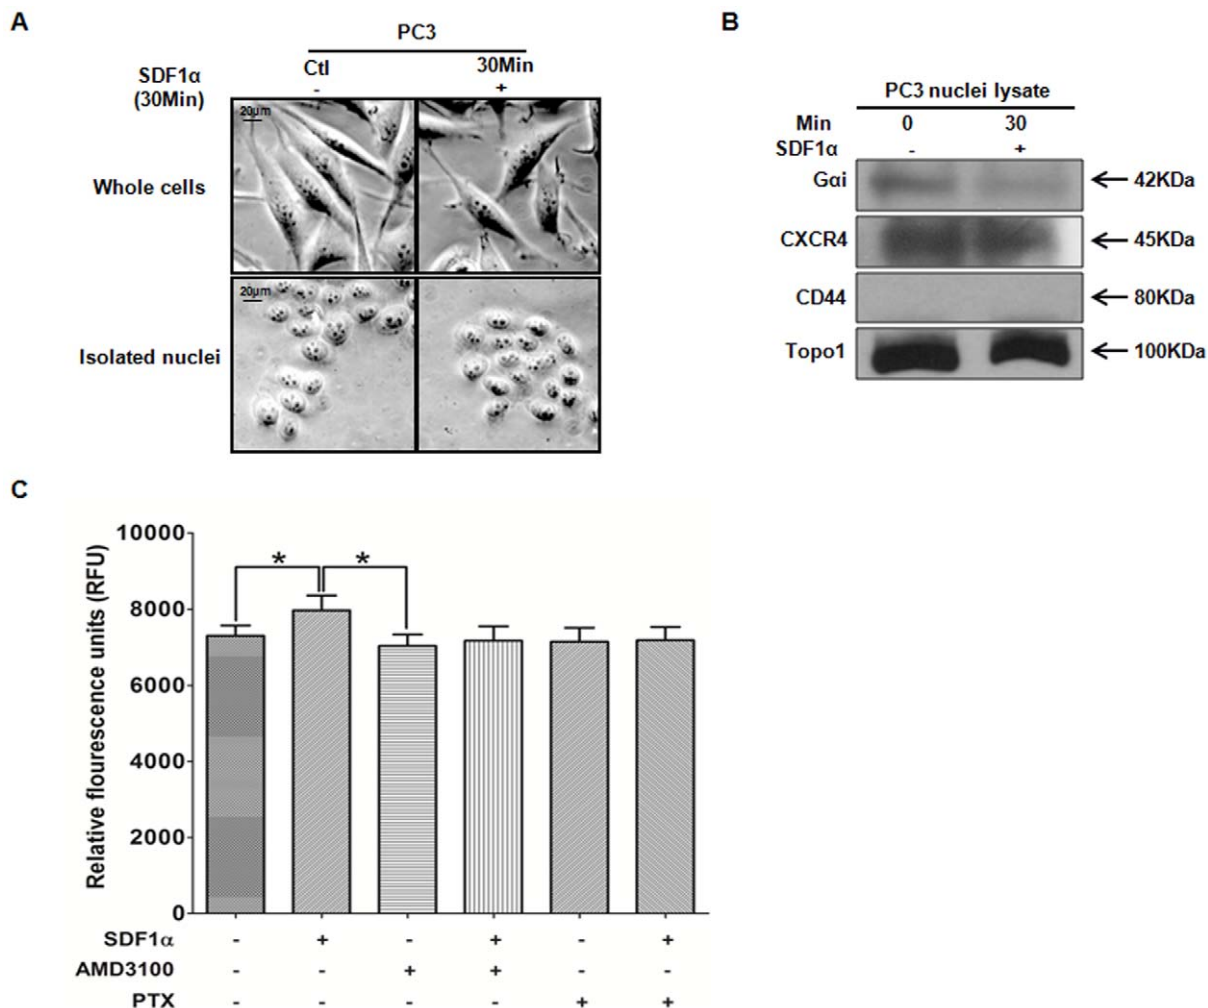 A
PC3
SDF1α
(30Min)
Ctl
30Min
-
+
20µm
Whole cells
20µm
Isolated nuclei
B
PC3 nuclei lysate
Min 0 30
SDF1α - +
Gαi 42KDa
CXCR4 45KDa
CD44 80KDa
Topo1 100KDa
C
Relative flourescence units (RFU)
10000
8000
6000
4000
2000
0
* *
SDF1α - + - + - +
AMD3100 - - + + - -
PTX - - - - + +